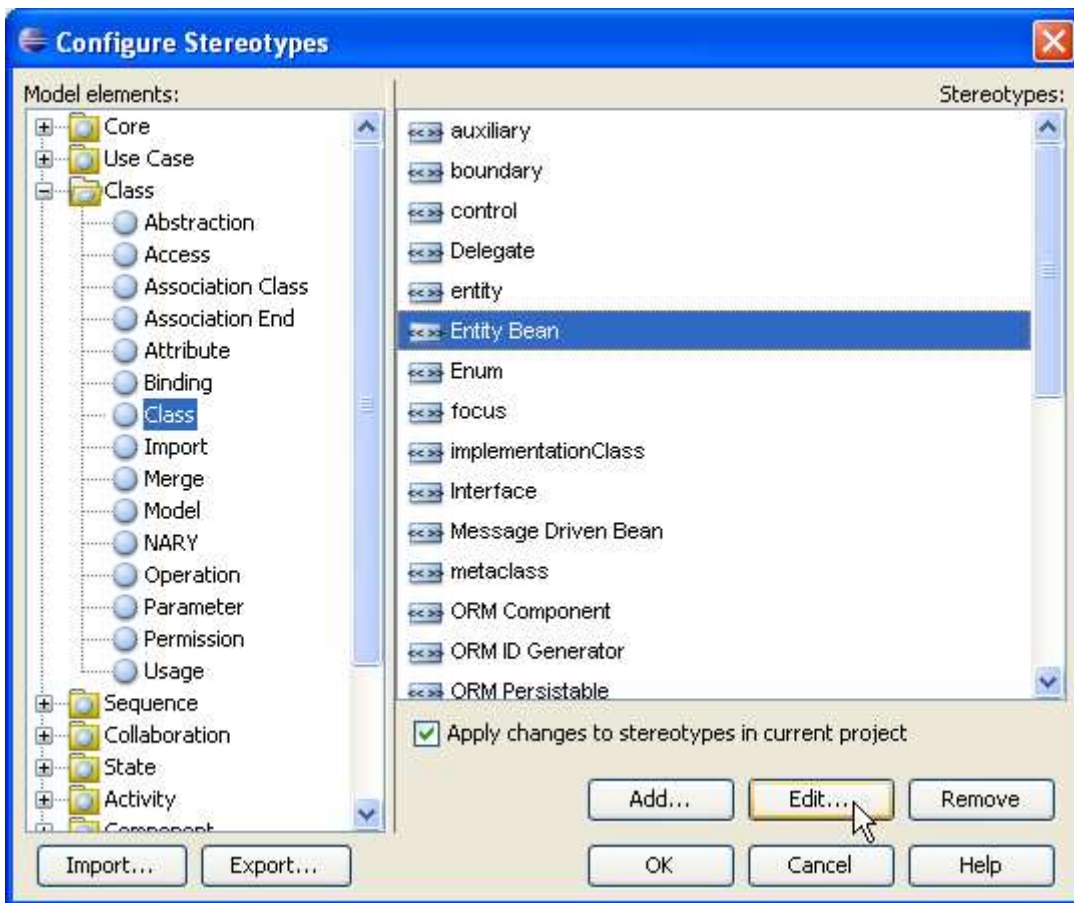 Configure Stereotypes
Model elements:
Stereotypes:
Core
Use Case
Class
Abstraction
Access
Association Class
Association End
Attribute
Binding
Class
Import
Merge
Model
NARY
Operation
Parameter
Permission
Usage
Sequence
Collaboration
State
Activity
Component
auxiliary
boundary
control
Delegate
entity
Entity Bean
Enum
focus
implementationClass
Interface
Message Driven Bean
metaclass
ORM Component
ORM ID Generator
ORM Persistable
Apply changes to stereotypes in current project
Add... Edit... Remove
Import... Export... OK Cancel Help